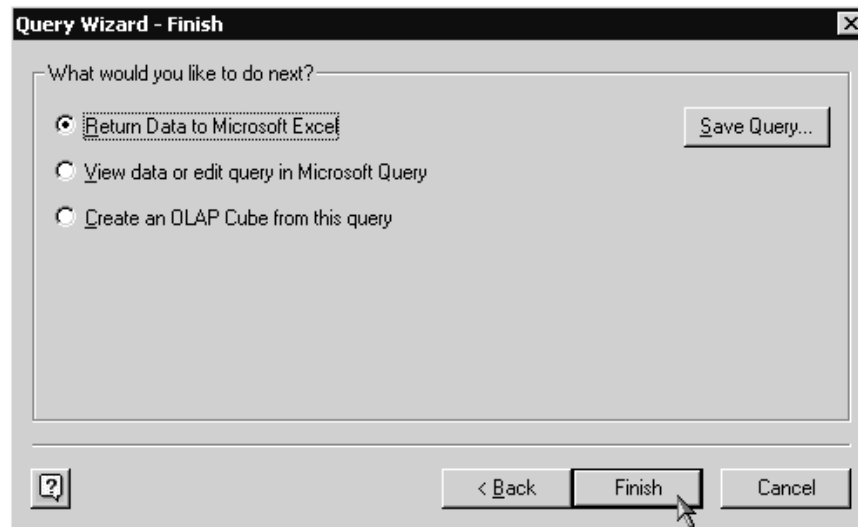 Query Wizard - Finish
What would you like to do next?
Return Data to Microsoft Excel
Save Query...
View data or edit query in Microsoft Query
Create an OLAP Cube from this query
?
< Back
Finish
Cancel